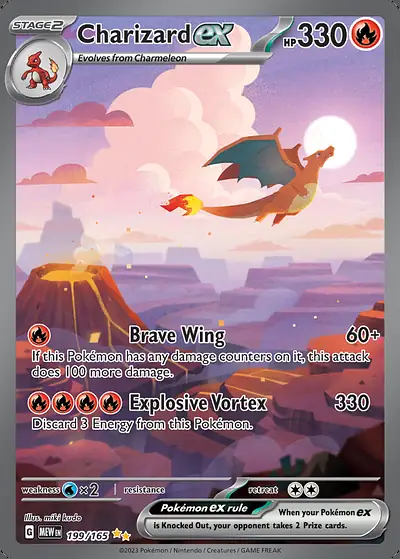 STAGE2
Charizard ex HP 330
Evolves from Charmeleon
Brave Wing 60+
If this Pokémon has any damage counters on it, this attack
does 100 more damage.
Explosive Vortex 330
Discard 3 Energy from this Pokémon.
weakness ×2 resistance retreat
Illus. miki kudo
Pokémon ex rule
When your Pokémon ex
is Knocked Out, your opponent takes 2 Prize cards.
G MEW EN 199/165
©2023 Pokémon / Nintendo / Creatures / GAME FREAK